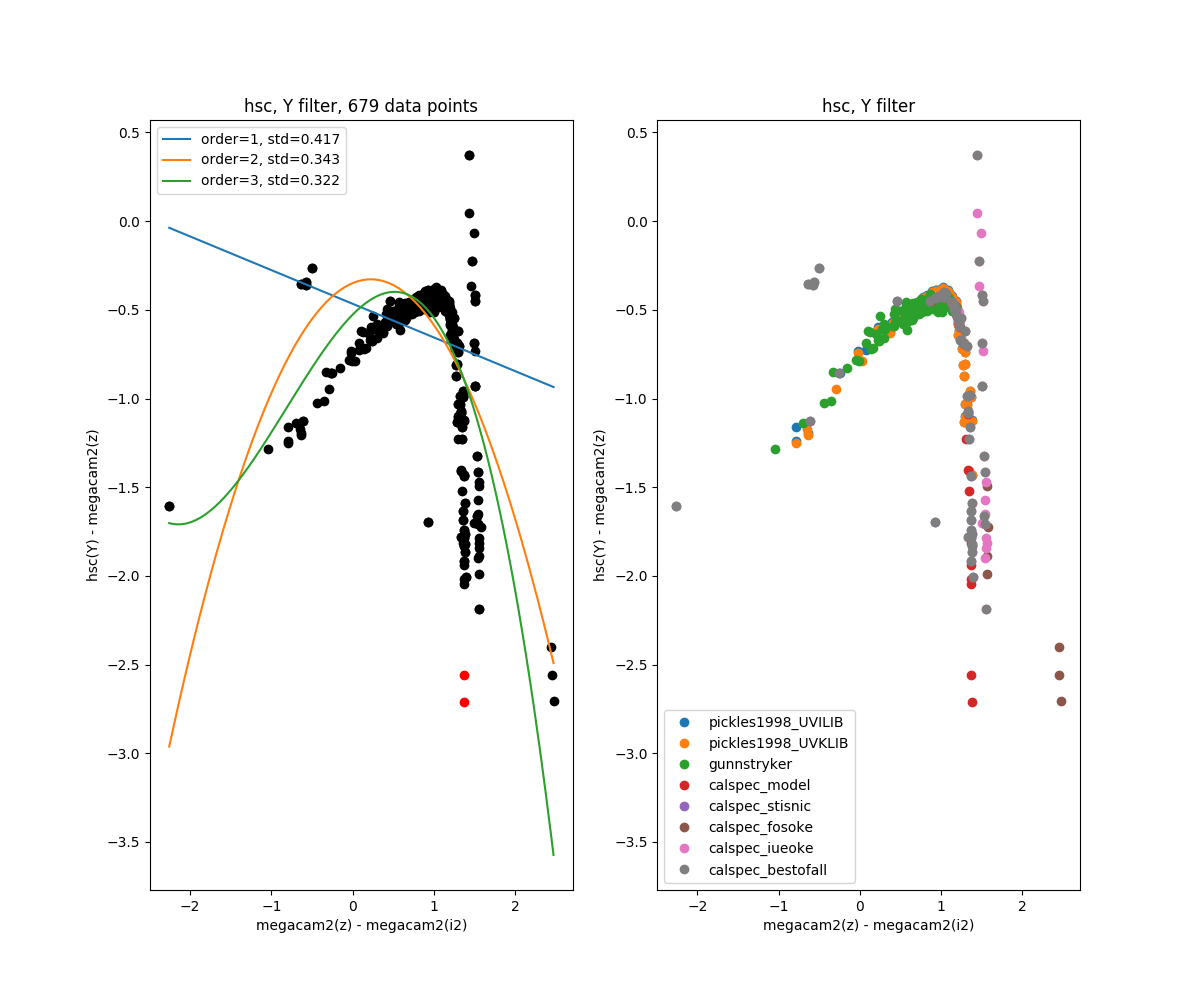 hsc, Y filter, 679 data points
order=1, std=0.417
order=2, std=0.343
order=3, std=0.322
0.5
0.0
−0.5
−1.0
−1.5
−2.0
−2.5
−3.0
−3.5
hsc(Y) - megacam2(z)
−2
−1
0
1
2
megacam2(z) - megacam2(i2)
hsc, Y filter
0.5
0.0
−0.5
−1.0
−1.5
−2.0
−2.5
−3.0
−3.5
hsc(Y) - megacam2(z)
pickles1998_UVILIB
pickles1998_UVKLIB
gunnstryker
calspec_model
calspec_stisnic
calspec_fosoke
calspec_iueoke
calspec_bestofall
−2
−1
0
1
2
megacam2(z) - megacam2(i2)